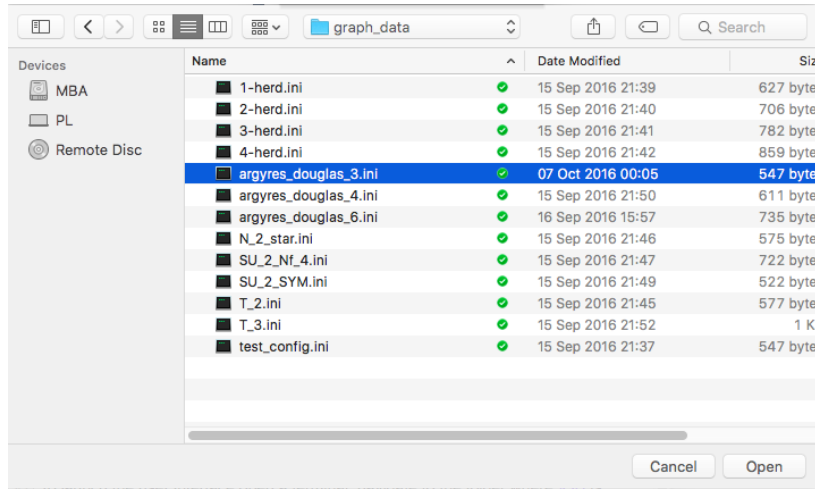 graph_data Search
Devices
MBA
PL
Remote Disc
Name Date Modified Siz
1-herd.ini 15 Sep 2016 21:39 627 byte
2-herd.ini 15 Sep 2016 21:40 706 byte
3-herd.ini 15 Sep 2016 21:41 782 byte
4-herd.ini 15 Sep 2016 21:42 859 byte
argyres_douglas_3.ini 07 Oct 2016 00:05 547 byte
argyres_douglas_4.ini 15 Sep 2016 21:50 611 byte
argyres_douglas_6.ini 16 Sep 2016 15:57 735 byte
N_2_star.ini 15 Sep 2016 21:46 575 byte
SU_2_Nf_4.ini 15 Sep 2016 21:47 722 byte
SU_2_SYM.ini 15 Sep 2016 21:49 522 byte
T_2.ini 15 Sep 2016 21:45 577 byte
T_3.ini 15 Sep 2016 21:52 1 K
test_config.ini 15 Sep 2016 21:37 547 byte
Cancel Open